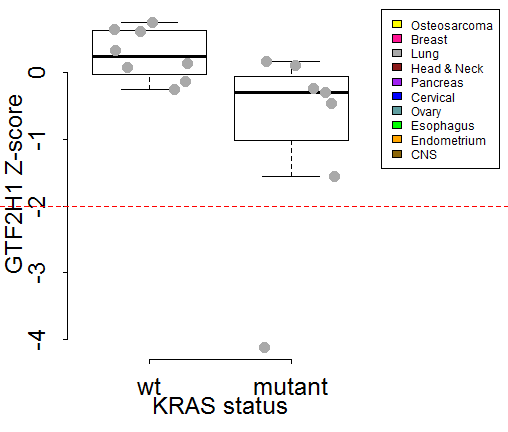 Osteosarcoma
Breast
Lung
Head & Neck
Pancreas
Cervical
Ovary
Esophagus
Endometrium
CNS
GTF2H1 Z-score
0
-1
-2
-3
-4
wt mutant
KRAS status